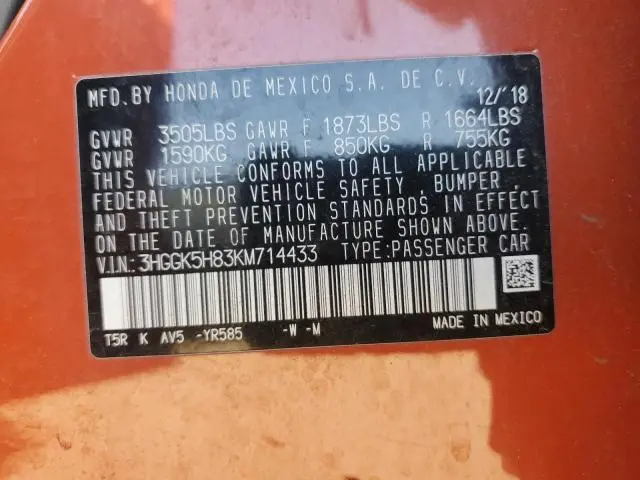 MFD.BY HONDA DE MEXICO S.A. DE C.V. 12/'18
GVWR 3505LBS GAWR F 1873LBS R 1664LBS
GVWR 1590KG GAWR F 850KG R 755KG
THIS VEHICLE CONFORMS TO ALL APPLICABLE
FEDERAL MOTOR VEHICLE SAFETY, BUMPER,
AND THEFT PREVENTION STANDARDS IN EFFECT
ON THE DATE OF MANUFACTURE SHOWN ABOVE.
V.I.N: 3HGGK5H83KM714433 TYPE:PASSENGER CAR
T5R K AV5 -YR585 -W -M MADE IN MEXICO